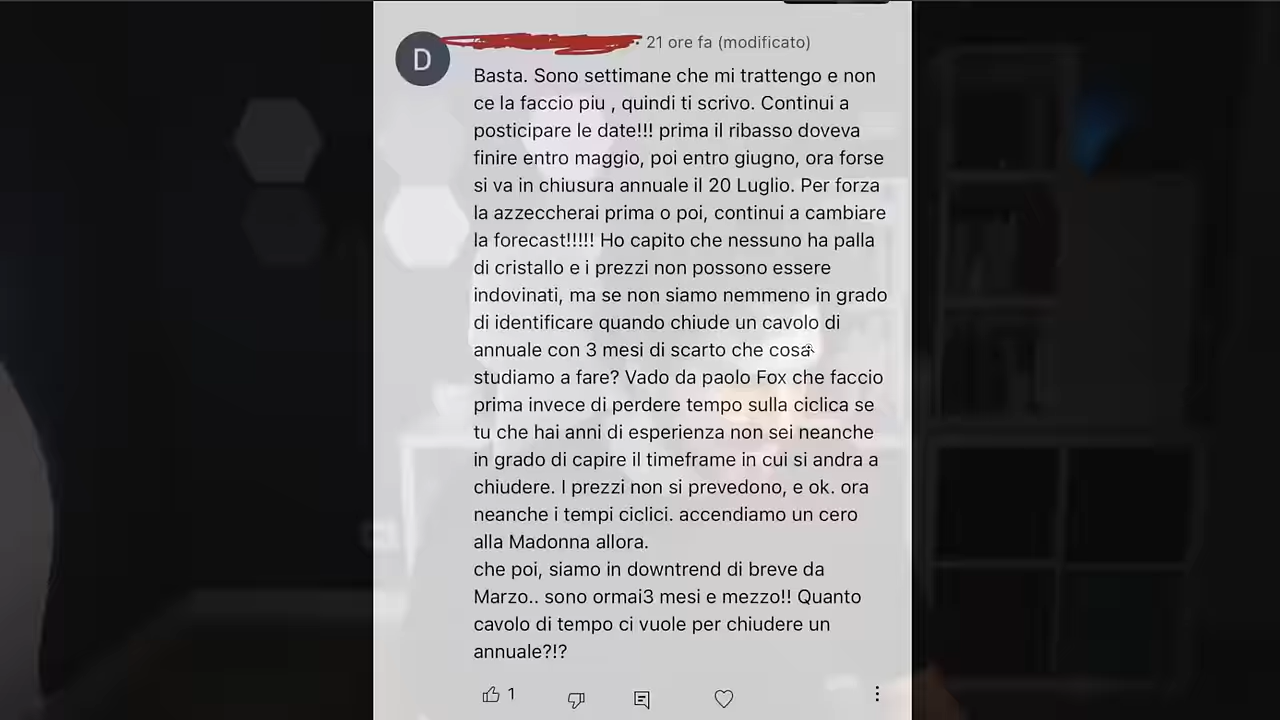 D
21 ore fa (modificato)
Basta. Sono settimane che mi trattengo e non
ce la faccio piu , quindi ti scrivo. Continui a
posticipare le date!!! prima il ribasso doveva
finire entro maggio, poi entro giugno, ora forse
si va in chiusura annuale il 20 Luglio. Per forza
la azzeccherai prima o poi, continui a cambiare
la forecast!!!!! Ho capito che nessuno ha palla
di cristallo e i prezzi non possono essere
indovinati, ma se non siamo nemmeno in grado
di identificare quando chiude un cavolo di
annuale con 3 mesi di scarto che cosa
studiamo a fare? Vado da paolo Fox che faccio
prima invece di perdere tempo sulla ciclica se
tu che hai anni di esperienza non sei neanche
in grado di capire il timeframe in cui si andra a
chiudere. I prezzi non si prevedono, e ok. ora
neanche i tempi ciclici. accendiamo un cero
alla Madonna allora.
che poi, siamo in downtrend di breve da
Marzo.. sono ormai3 mesi e mezzo!! Quanto
cavolo di tempo ci vuole per chiudere un
annuale?!?
1